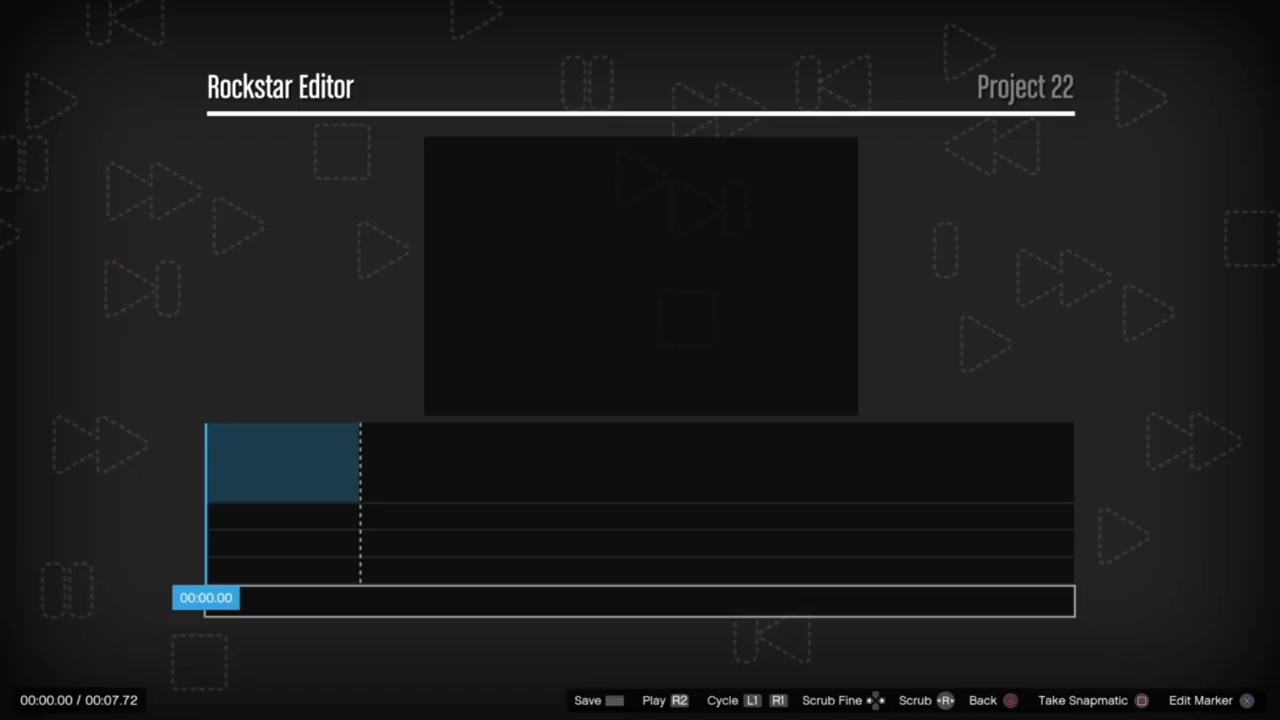 Rockstar Editor
Project 22
00:00.00
00:00.00 / 00:07.72
Save Play R2 Cycle L1 R1 Scrub Fine Scrub R Back Take Snapmatic Edit Marker